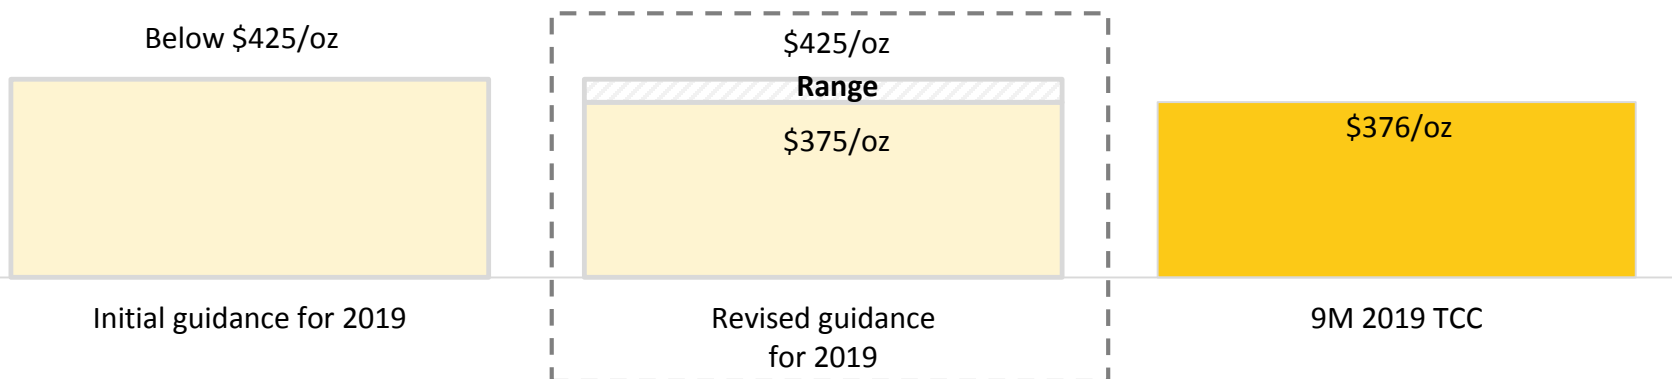 Below $425/oz
$425/oz
Range
$375/oz
$376/oz
Initial guidance for 2019
Revised guidance
for 2019
9M 2019 TCC